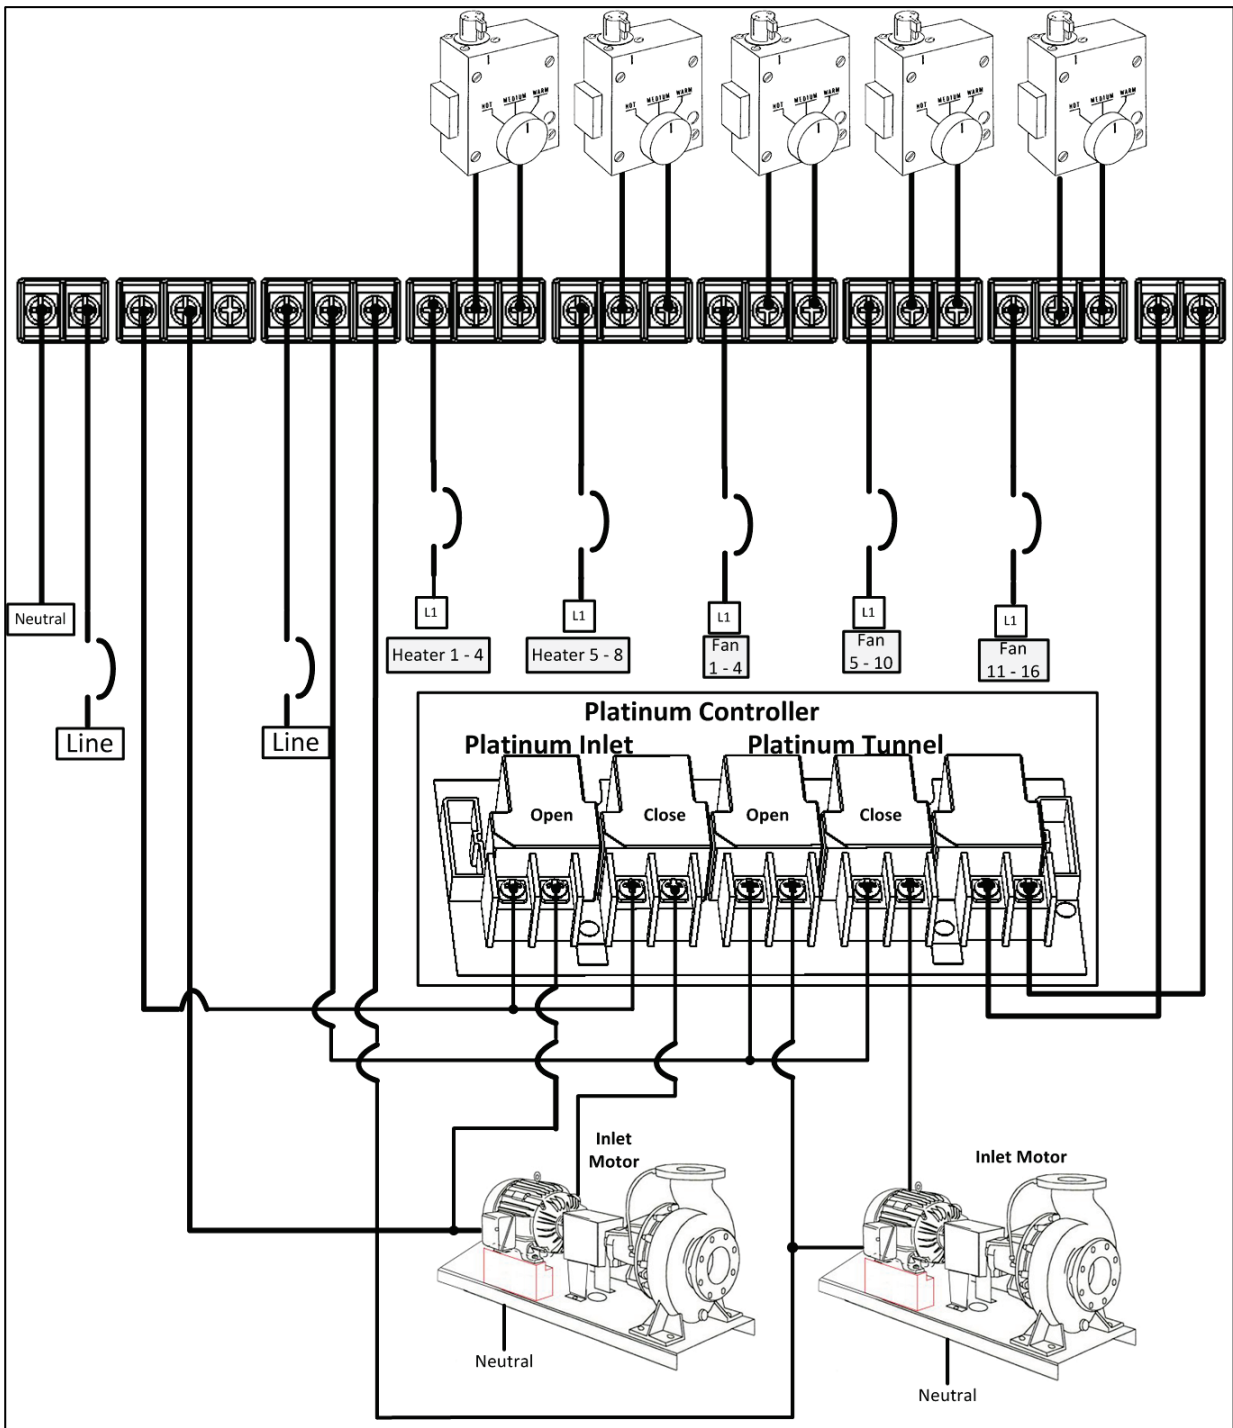 HOT MEDIUM WARM
HOT MEDIUM WARM
HOT MEDIUM WARM
HOT MEDIUM WARM
HOT MEDIUM WARM
Neutral
Line
Line
L1
Heater 1 - 4
L1
Heater 5 - 8
L1
Fan
1 - 4
L1
Fan
5 - 10
L1
Fan
11 - 16
Platinum Controller
Platinum Inlet
Platinum Tunnel
Open
Close
Open
Close
Inlet
Motor
Inlet Motor
Neutral
Neutral